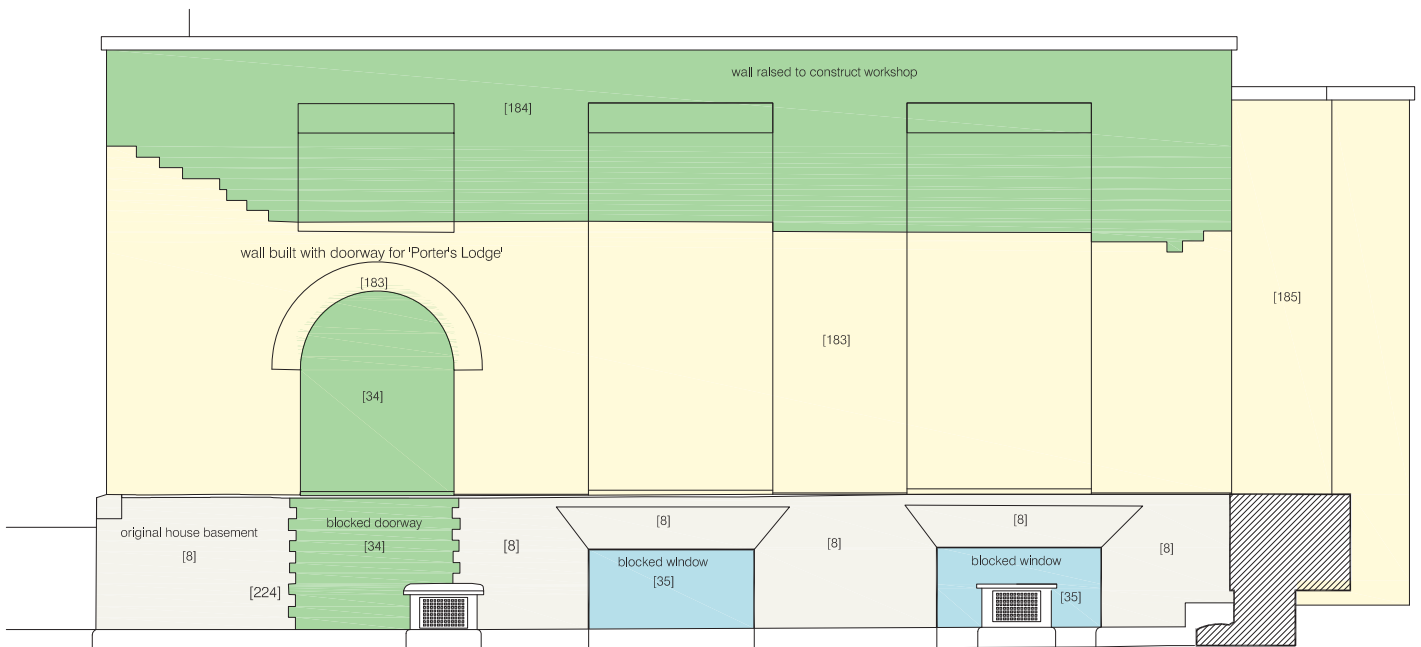 wall raised to construct workshop
[184]
wall built with doorway for 'Porter's Lodge'
[183]
[185]
[183]
[34]
original house basement
[8]
blocked doorway
[34]
[8]
[8]
[8]
[8]
[8]
blocked window
[35]
blocked window
[35]
[224]